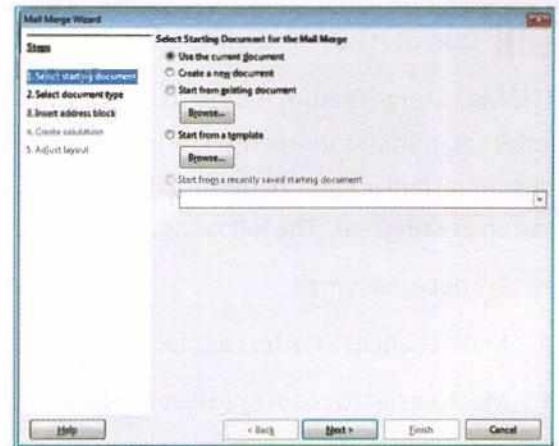 Mail Merge Wizard
Steps
1. Select starting document
2. Select document type
3. Insert address block
4. Create salutation
5. Adjust layout
Select Starting Document for the Mail Merge
Use the current document
Create a new document
Start from existing document
Browse...
Start from a template
Browse...
Start from a recently saved starting document
Help
< Back
Next >
Finish
Cancel